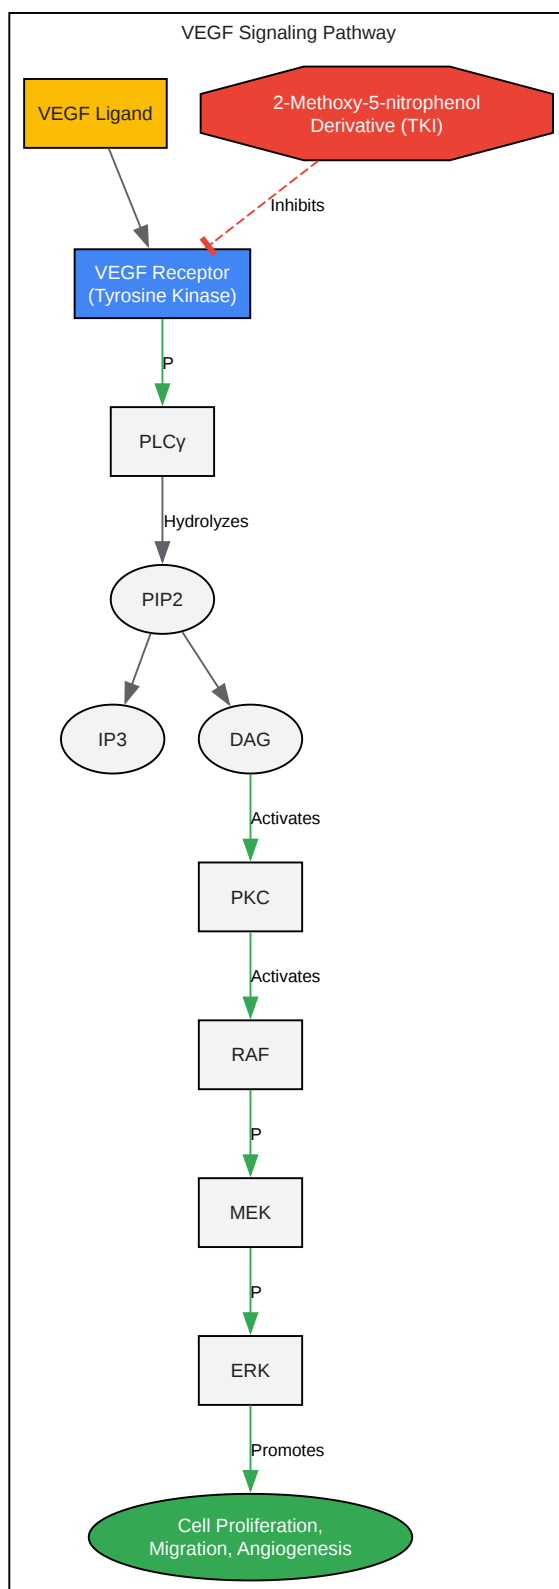 VEGF Signaling Pathway
VEGF Ligand
2-Methoxy-5-nitrophenol
Derivative (TKI)
Inhibits
VEGF Receptor
(Tyrosine Kinase)
P
PLCγ
Hydrolyzes
PIP2
IP3
DAG
Activates
PKC
Activates
RAF
P
MEK
P
ERK
Promotes
Cell Proliferation,
Migration, Angiogenesis